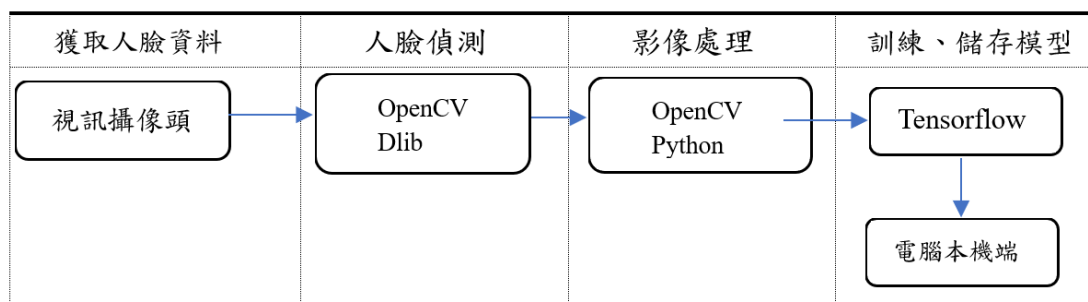 獲取人臉資料
人臉偵測
影像處理
訓練、儲存模型
視訊攝像頭
OpenCV
Dlib
OpenCV
Python
Tensorflow
電腦本機端